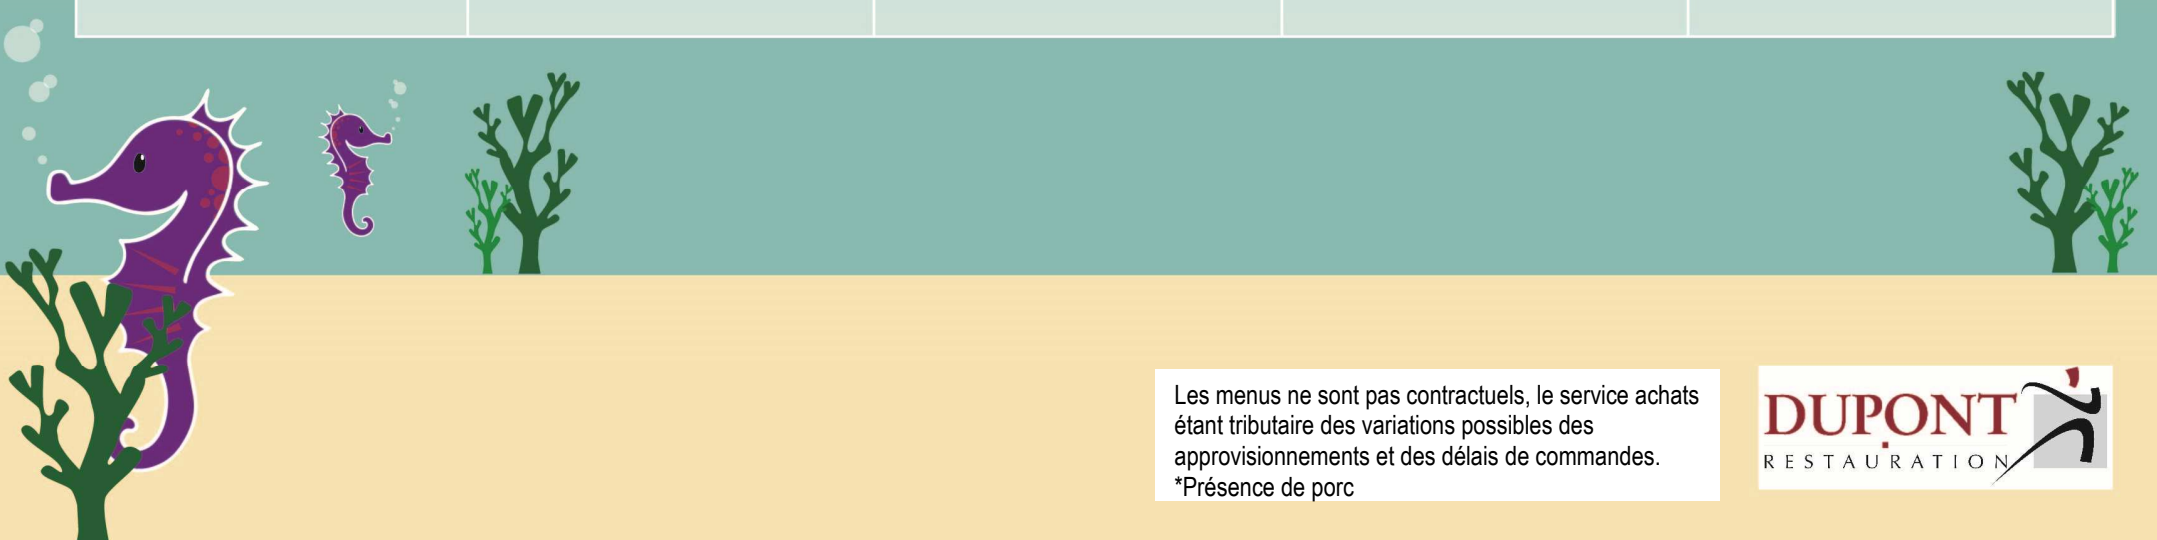 Les menus ne sont pas contractuels, le service achats
étant tributaire des variations possibles des
approvisionnements et des délais de commandes.
*Présence de porc
DUPONT
RESTAURATION